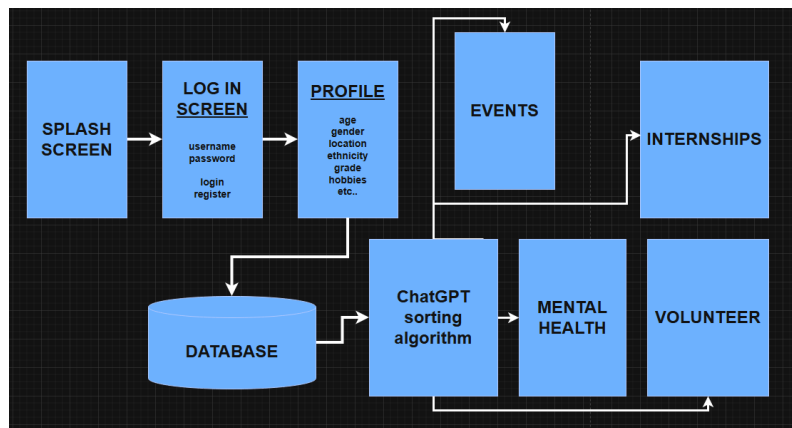 SPLASH
SCREEN
LOG IN
SCREEN
username
password
login
register
PROFILE
age
gender
location
ethnicity
grade
hobbies
etc..
EVENTS
INTERNSHIPS
DATABASE
ChatGPT
sorting
algorithm
MENTAL
HEALTH
VOLUNTEER